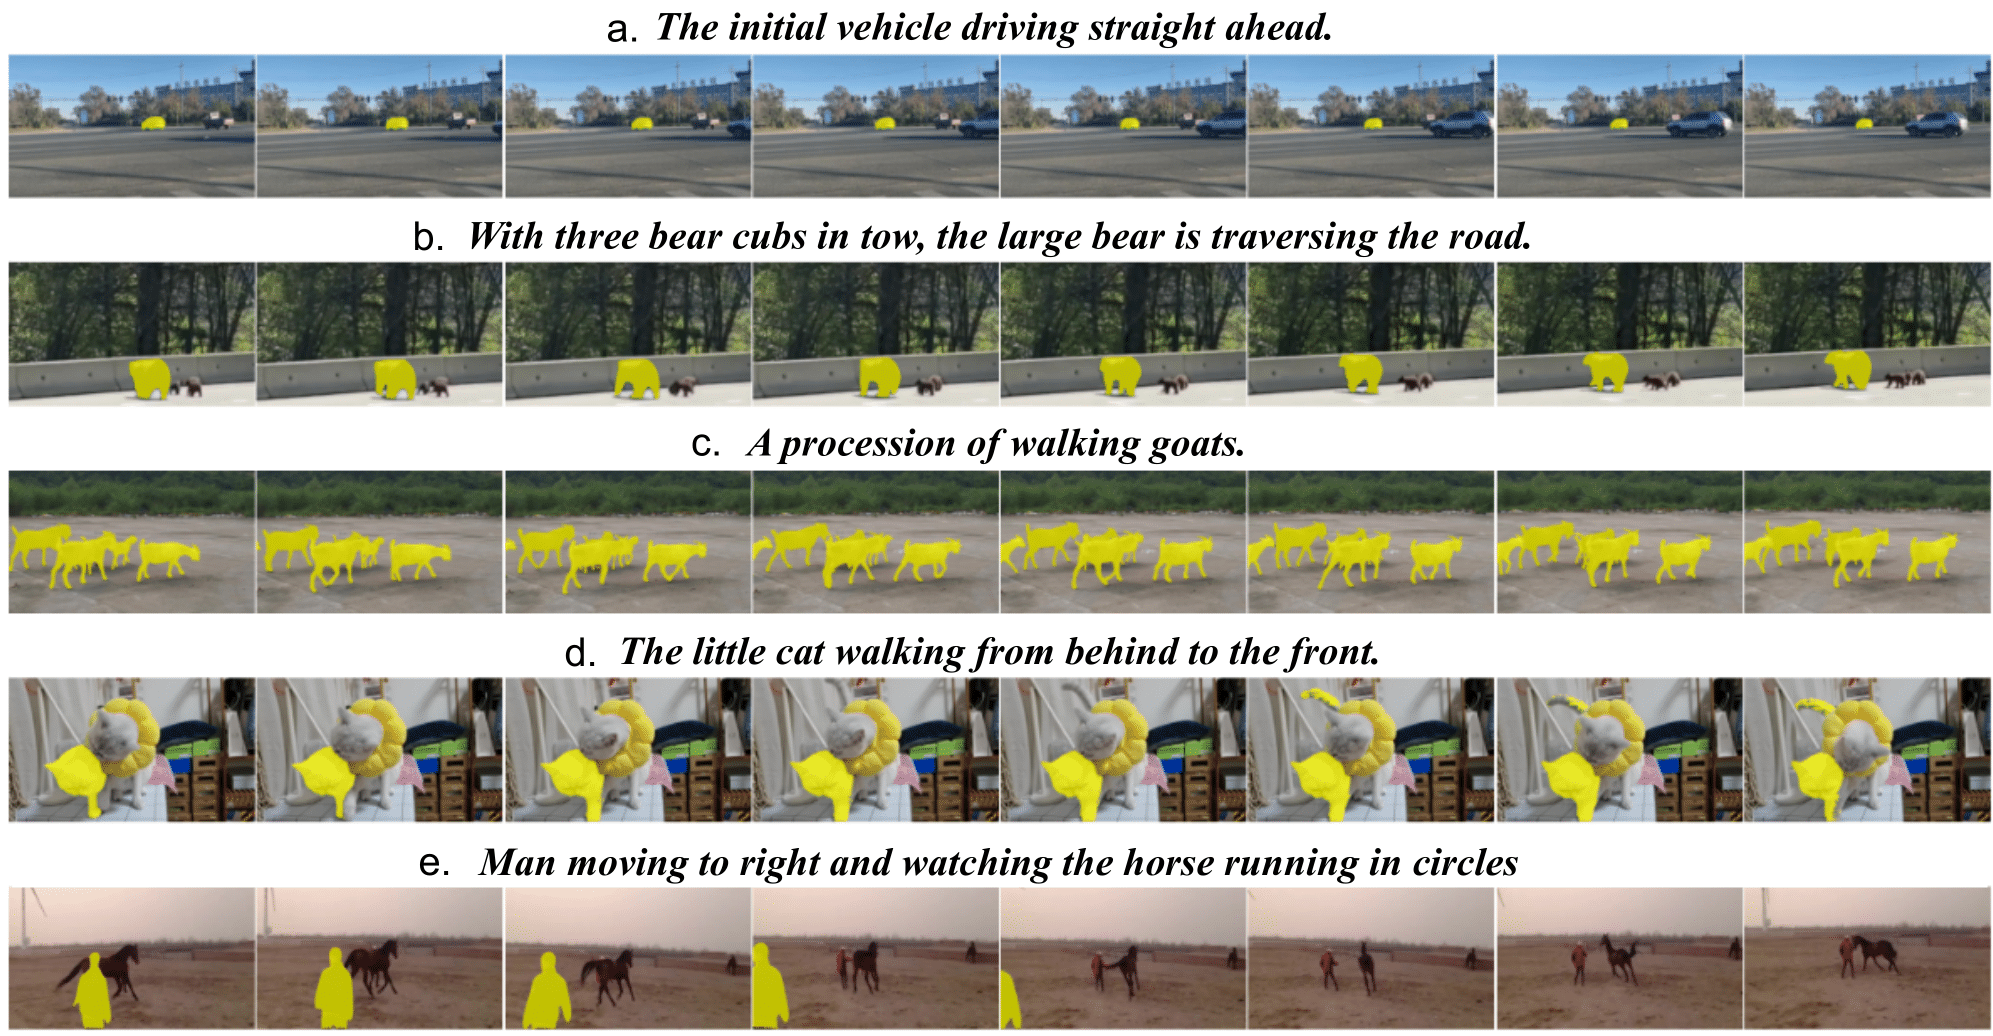 a. The initial vehicle driving straight ahead.
b. With three bear cubs in tow, the large bear is traversing the road.
c. A procession of walking goats.
d. The little cat walking from behind to the front.
e. Man moving to right and watching the horse running in circles